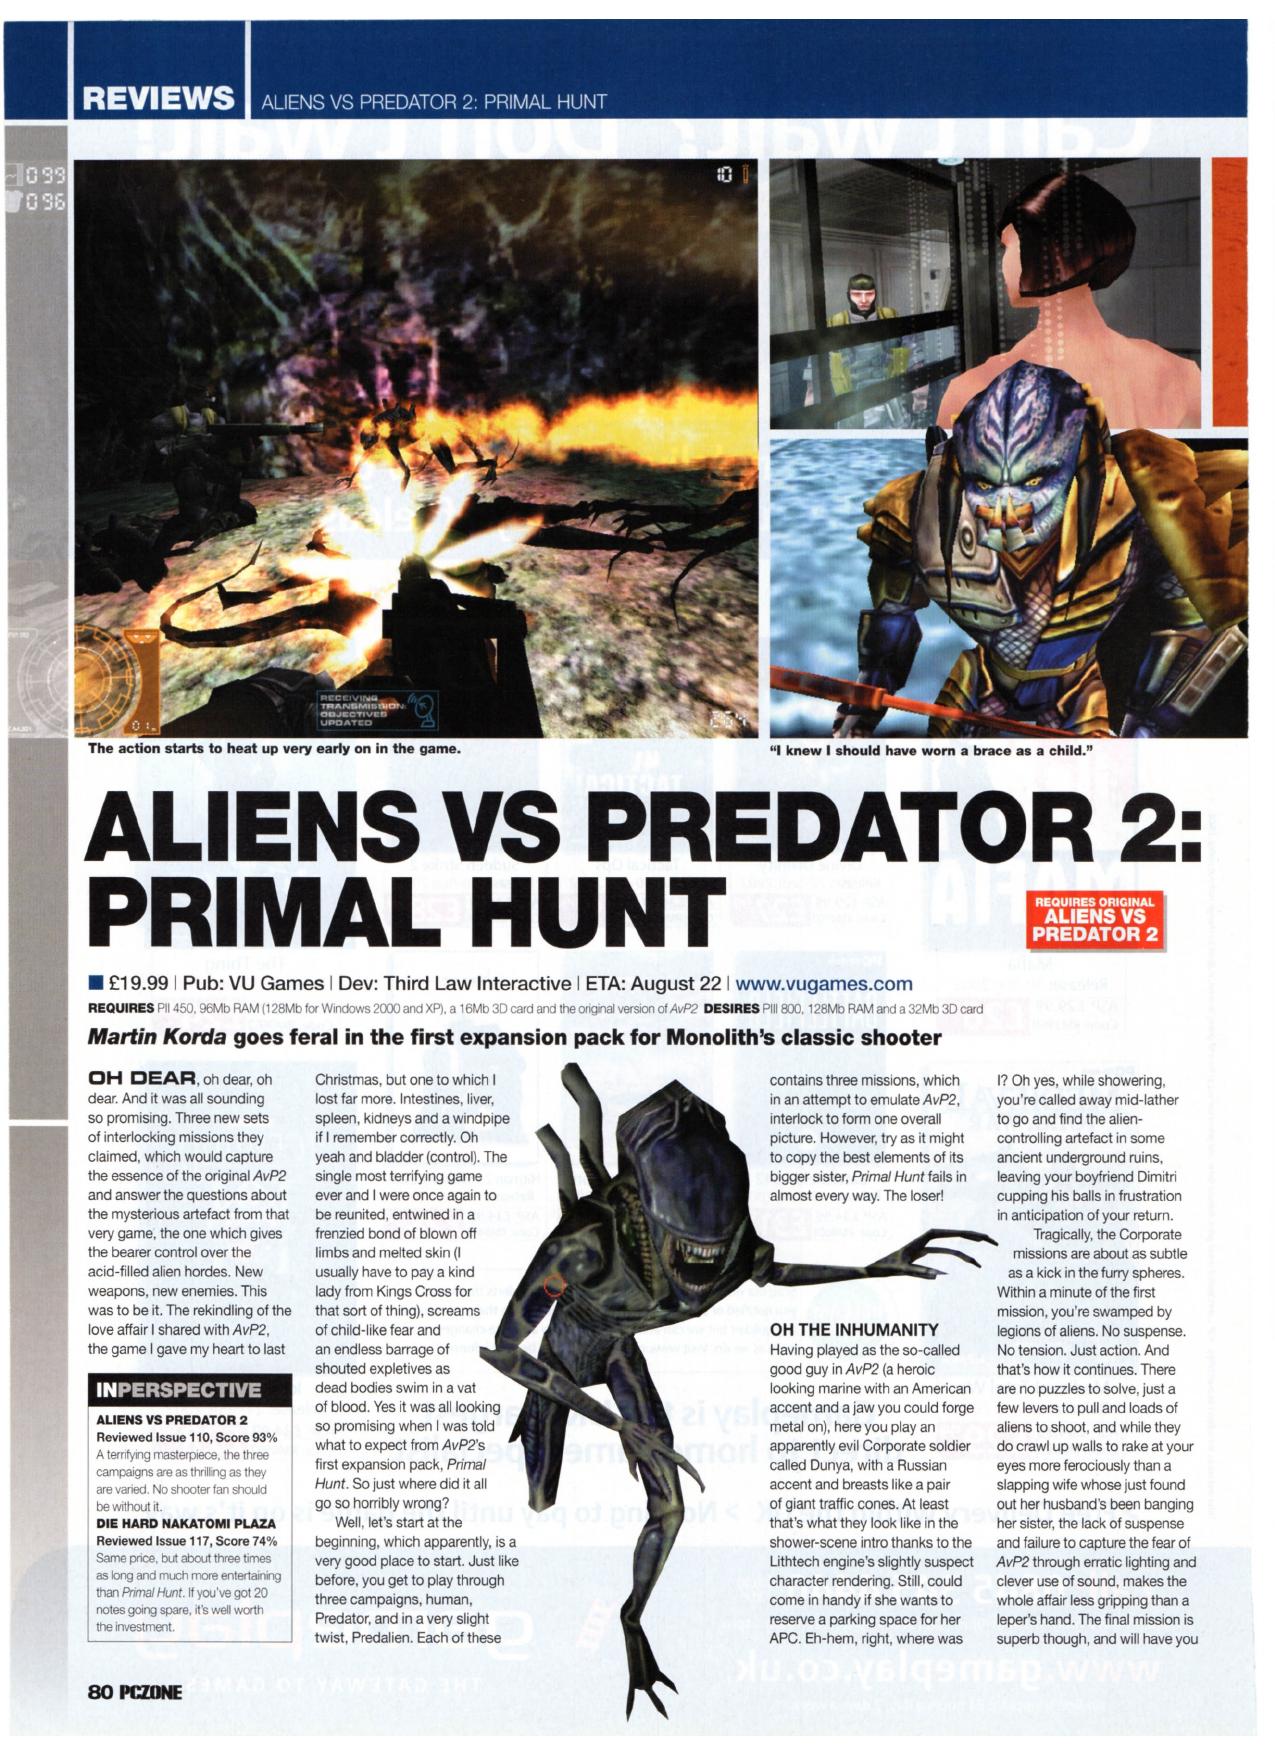 REVIEWS
ALIENS VS PREDATOR 2: PRIMAL HUNT
099
096
10
RECEIVING
TRANSMISSION:
OBJECTIVES
UPDATED
01
The action starts to heat up very early on in the game.
“I knew I should have worn a brace as a child.”
ALIENS VS PREDATOR 2:
PRIMAL HUNT
REQUIRES ORIGINAL
ALIENS VS
PREDATOR 2
£19.99 | Pub: VU Games | Dev: Third Law Interactive | ETA: August 22 | www.vugames.com
REQUIRES PII 450, 96Mb RAM (128Mb for Windows 2000 and XP), a 16Mb 3D card and the original version of AvP2 DESIRES PIII 800, 128Mb RAM and a 32Mb 3D card
Martin Korda goes feral in the first expansion pack for Monolith's classic shooter
OH DEAR, oh dear, oh
dear. And it was all sounding
so promising. Three new sets
of interlocking missions they
claimed, which would capture
the essence of the original AvP2
and answer the questions about
the mysterious artefact from that
very game, the one which gives
the bearer control over the
acid-filled alien hordes. New
weapons, new enemies. This
was to be it. The rekindling of the
love affair I shared with AvP2,
the game I gave my heart to last
Christmas, but one to which I
lost far more. Intestines, liver,
spleen, kidneys and a windpipe
if I remember correctly. Oh
yeah and bladder (control). The
single most terrifying game
ever and I were once again to
be reunited, entwined in a
frenzied bond of blown off
limbs and melted skin (I
usually have to pay a kind
lady from Kings Cross for
that sort of thing), screams
of child-like fear and
an endless barrage of
shouted expletives as
dead bodies swim in a vat
of blood. Yes it was all looking
so promising when I was told
what to expect from AvP2's
first expansion pack, Primal
Hunt. So just where did it all
go so horribly wrong?
Well, let's start at the
beginning, which apparently, is a
very good place to start. Just like
before, you get to play through
three campaigns, human,
Predator, and in a very slight
twist, Predalien. Each of these
contains three missions, which
in an attempt to emulate AvP2,
interlock to form one overall
picture. However, try as it might
to copy the best elements of its
bigger sister, Primal Hunt fails in
almost every way. The loser!
OH THE INHUMANITY
Having played as the so-called
good guy in AvP2 (a heroic
looking marine with an American
accent and a jaw you could forge
metal on), here you play an
apparently evil Corporate soldier
called Dunya, with a Russian
accent and breasts like a pair
of giant traffic cones. At least
that's what they look like in the
shower-scene intro thanks to the
Lithtech engine's slightly suspect
character rendering. Still, could
come in handy if she wants to
reserve a parking space for her
APC. Eh-hem, right, where was
I? Oh yes, while showering,
you're called away mid-lather
to go and find the alien-
controlling artefact in some
ancient underground ruins,
leaving your boyfriend Dimitri
cupping his balls in frustration
in anticipation of your return.
Tragically, the Corporate
missions are about as subtle
as a kick in the furry spheres.
Within a minute of the first
mission, you're swamped by
legions of aliens. No suspense.
No tension. Just action. And
that's how it continues. There
are no puzzles to solve, just a
few levers to pull and loads of
aliens to shoot, and while they
do crawl up walls to rake at your
eyes more ferociously than a
slapping wife whose just found
out her husband's been banging
her sister, the lack of suspense
and failure to capture the fear of
AvP2 through erratic lighting and
clever use of sound, makes the
whole affair less gripping than a
leper's hand. The final mission is
superb though, and will have you
INPERSPECTIVE
ALIENS VS PREDATOR 2
Reviewed Issue 110, Score 93%
A terrifying masterpiece, the three
campaigns are as thrilling as they
are varied. No shooter fan should
be without it.
DIE HARD NAKATOMI PLAZA
Reviewed Issue 117, Score 74%
Same price, but about three times
as long and much more entertaining
than Primal Hunt. If you've got 20
notes going spare, it's well worth
the investment.
80 PCZONE